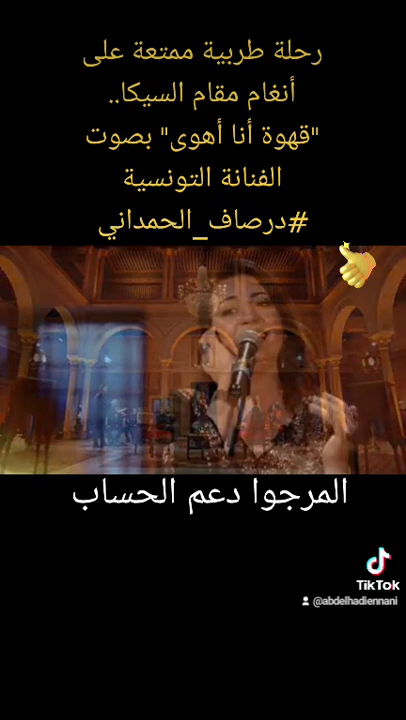 رحلة طربية ممتعة على
أنغام مقام السيكا..
"قهوة أنا أهوى" بصوت
الفنانة التونسية
#درصاف_الحمداني
المرجوا دعم الحساب
TikTok
@abdelhadiennani